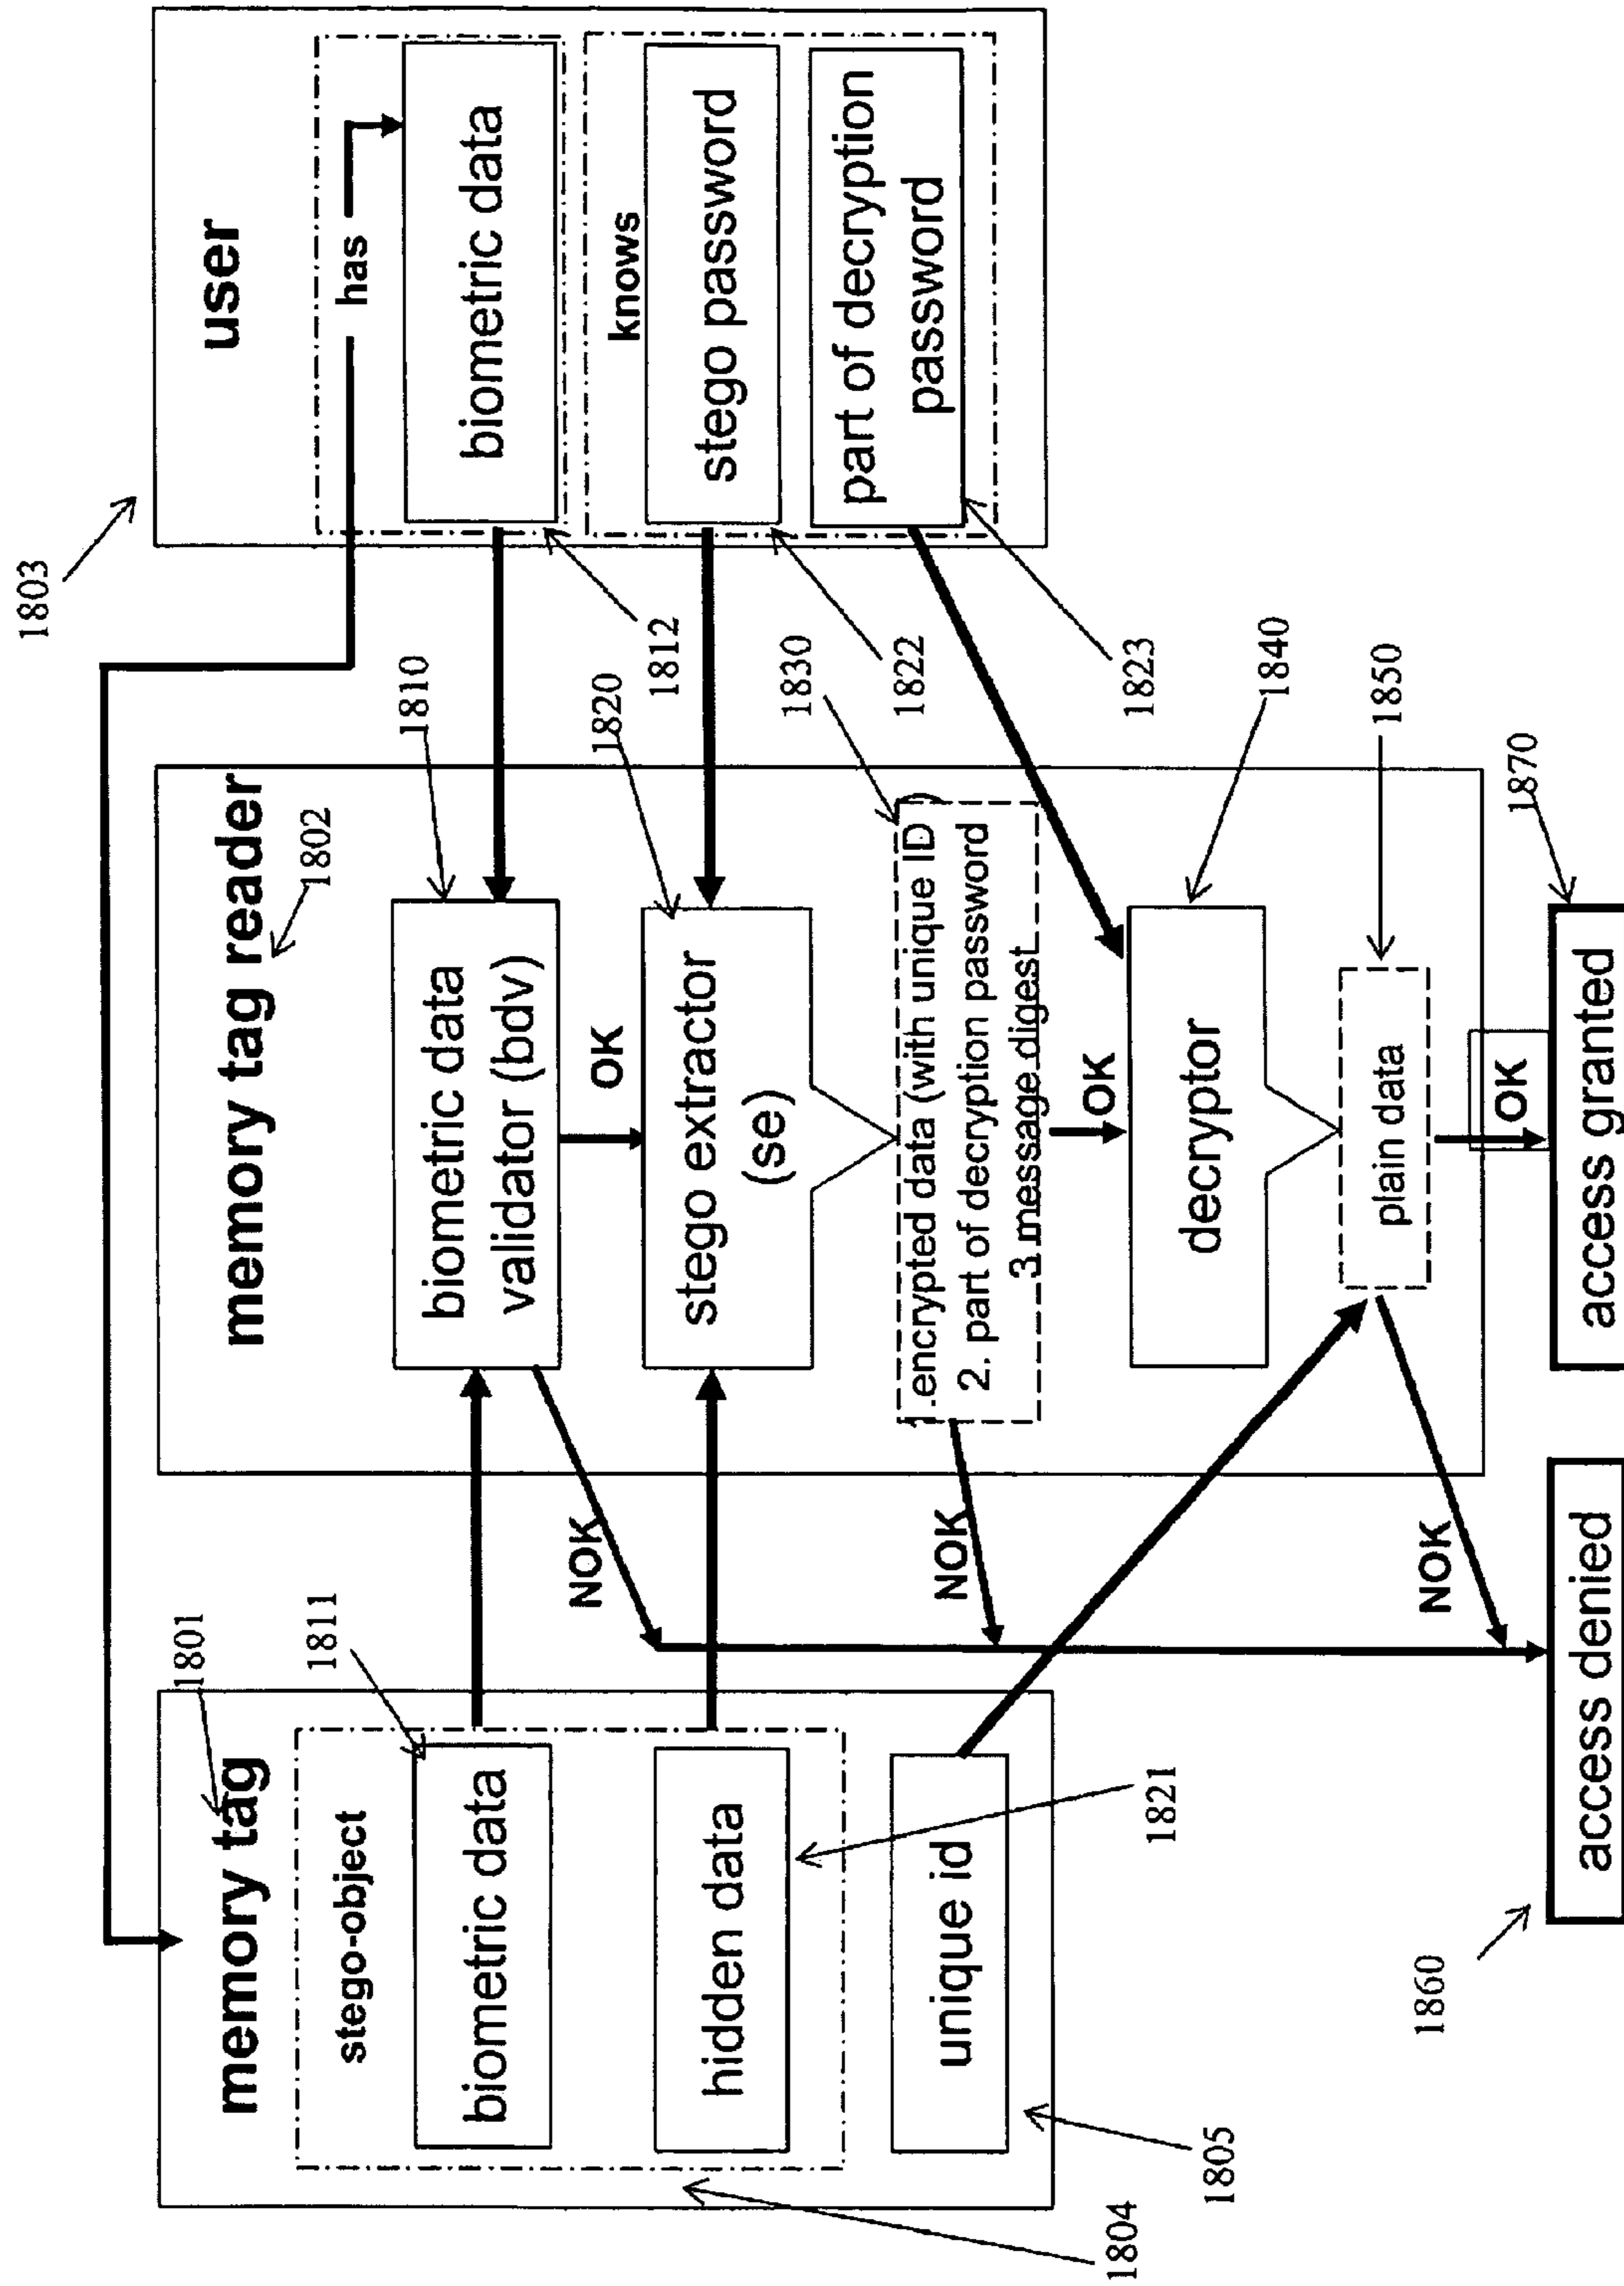 memory tag
1801
stego-object
1811
biometric data
hidden data
1821
unique id
1804
1805
memory tag reader
1802
1810
biometric data
validator (bdv)
OK
NOK
1820
stego extractor
(se)
1830
1.encrypted data (with unique ID)
2. part of decryption password
3.message digest
NOK
OK
1840
decryptor
1850
plain data
NOK
OK
1860
access denied
1870
access granted
1803
user
has
biometric data
1812
knows
stego password
1822
part of decryption
password
1823